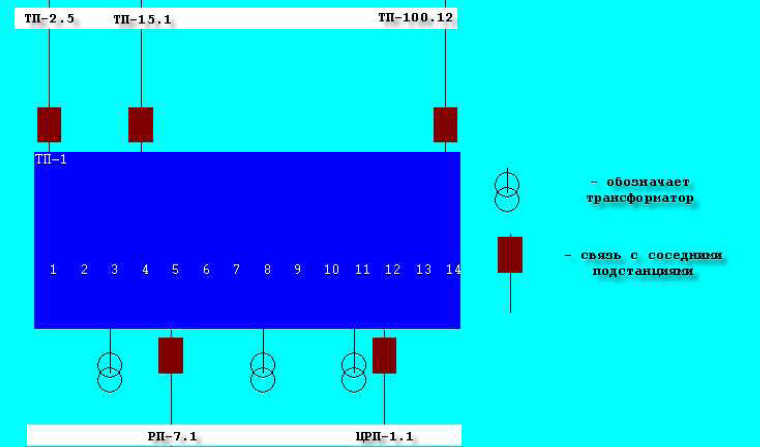 ТП-2.5 ТП-15.1 ТП-100.12
ТП-1
- обозначает
трансформатор
- связь с соседними
подстанциями
1 2 3 4 5 6 7 8 9 10 11 12 13 14
РП-7.1 ЦРП-1.1